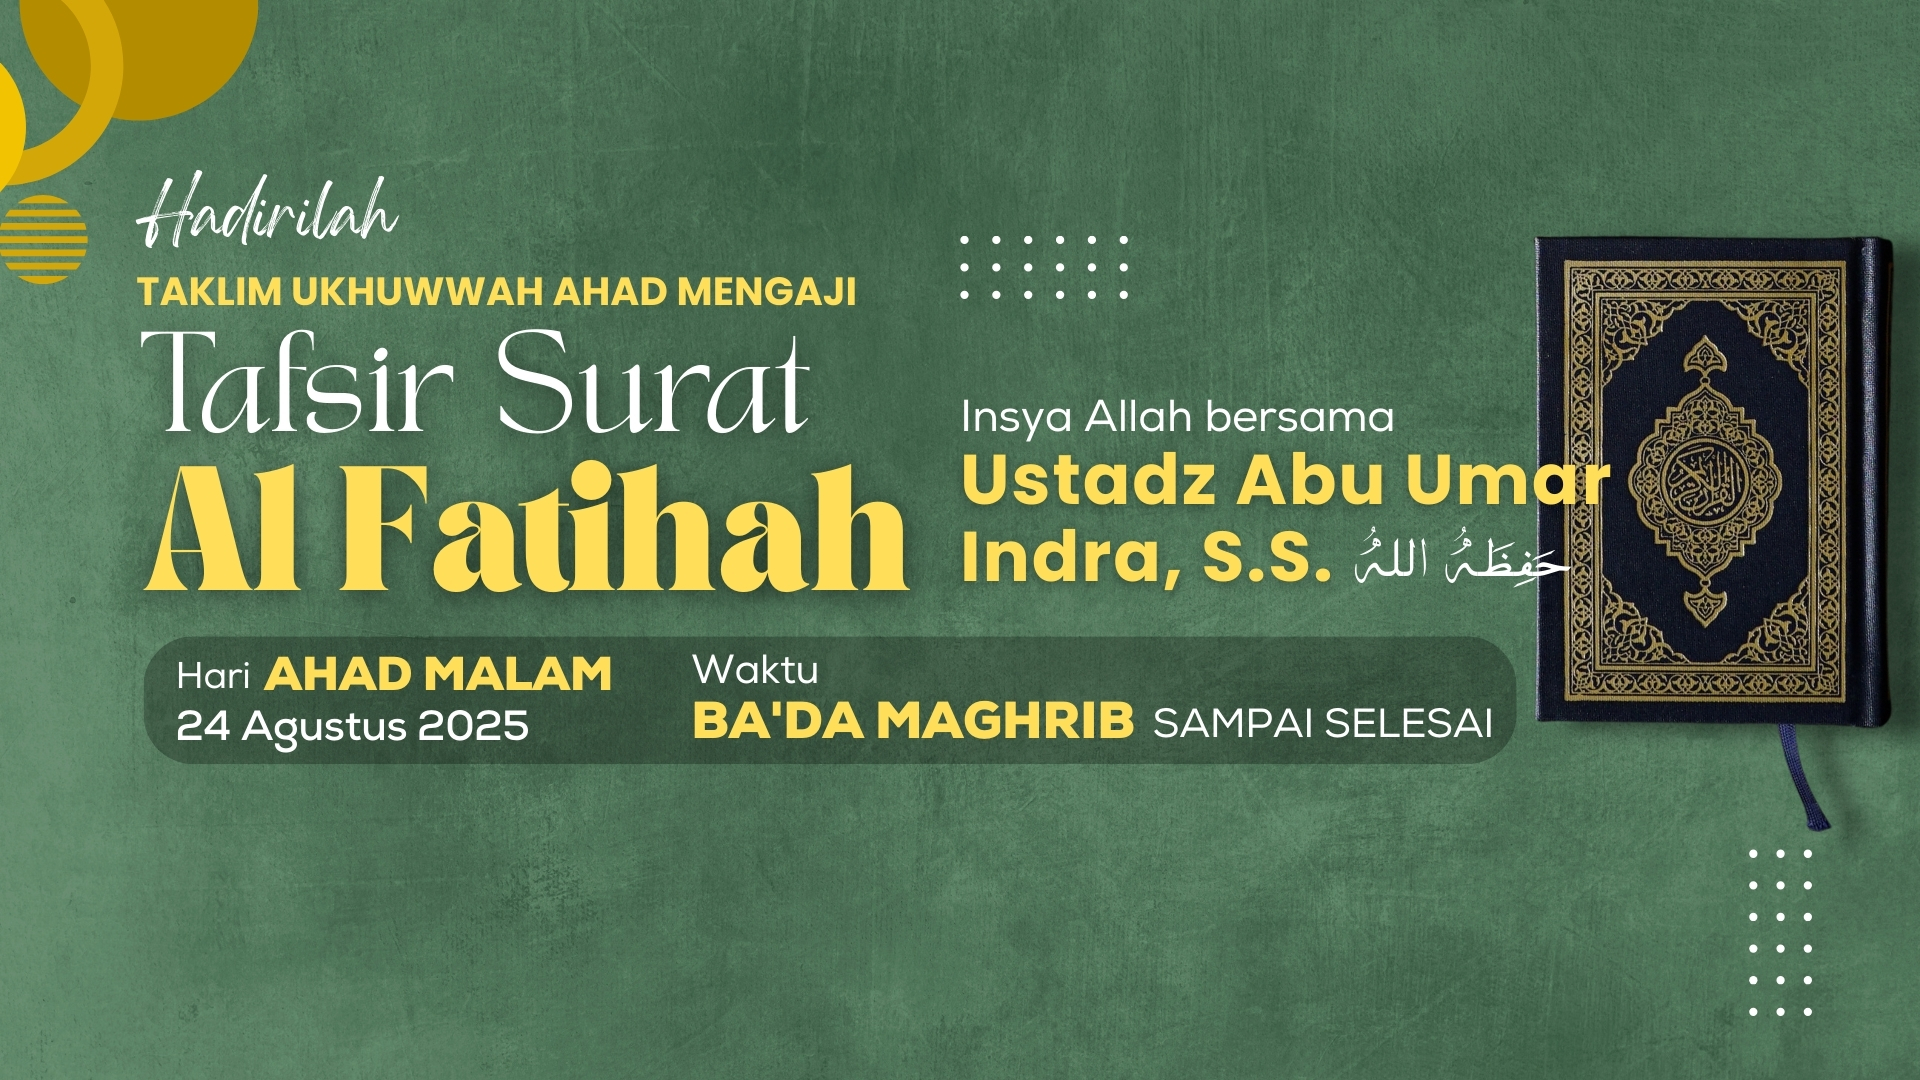 Hadirilah
TAKLIM UKHUWWAH AHAD MENGAJI
Tafsir Surat
Al Fatihah
Insya Allah bersama
Ustadz Abu Umar
Indra, S.S. حَفِظَهُ اللهُ
Hari AHAD MALAM
24 Agustus 2025
Waktu
BA'DA MAGHRIB SAMPAI SELESAI